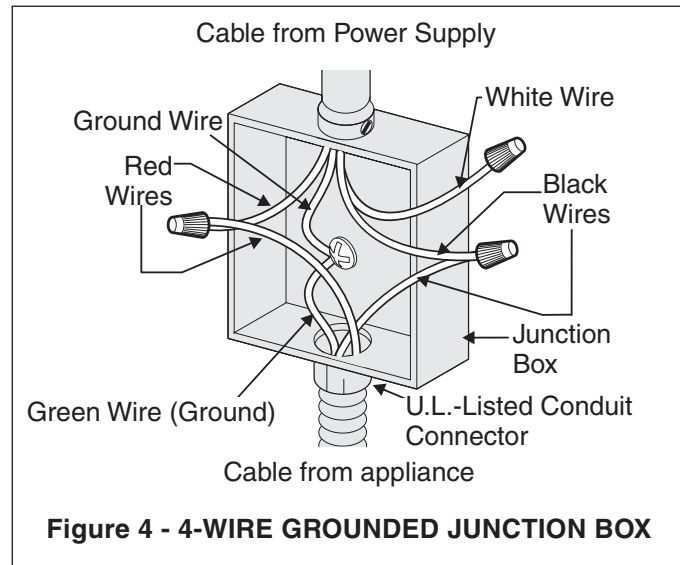 Cable from Power Supply
White Wire
Ground Wire
Red
Wires
Black
Wires
Junction
Box
Green Wire (Ground)
U.L.-Listed Conduit
Connector
Cable from appliance
Figure 4 - 4-WIRE GROUNDED JUNCTION BOX